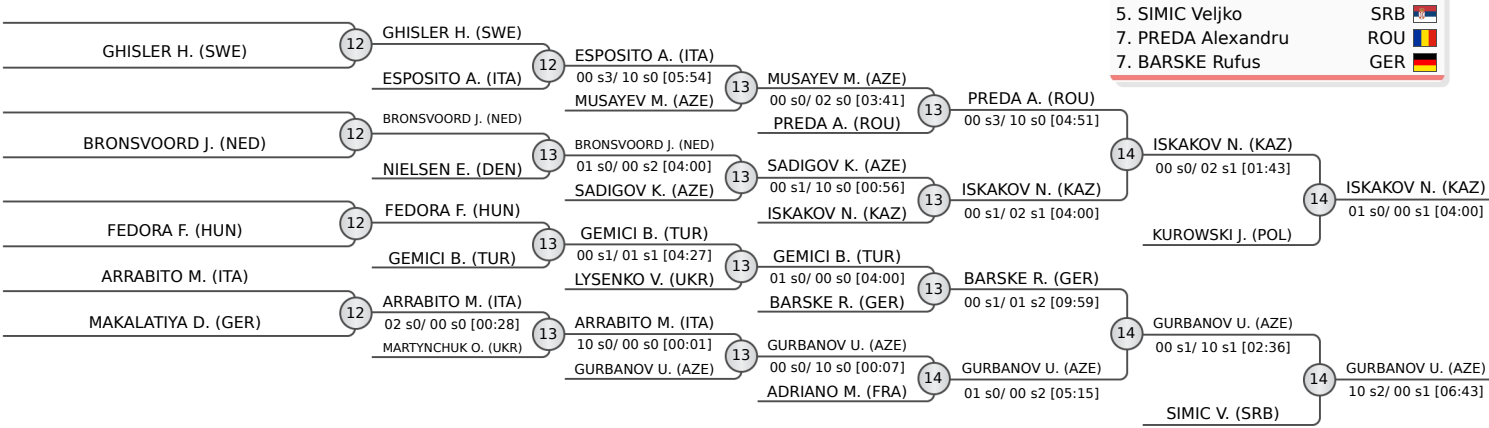 5. SIMIC Veljko SRB
7. PREDA Alexandru ROU
7. BARSKE Rufus GER
GHISLER H. (SWE)
12
GHISLER H. (SWE)
ESPOSITO A. (ITA)
12
ESPOSITO A. (ITA)
00 s3/ 10 s0 [05:54]
MUSAYEV M. (AZE)
13
MUSAYEV M. (AZE)
00 s0/ 02 s0 [03:41]
PREDA A. (ROU)
13
PREDA A. (ROU)
00 s3/ 10 s0 [04:51]
BRONSVOORD J. (NED)
12
BRONSVOORD J. (NED)
NIELSEN E. (DEN)
13
BRONSVOORD J. (NED)
01 s0/ 00 s2 [04:00]
SADIGOV K. (AZE)
13
SADIGOV K. (AZE)
00 s1/ 10 s0 [00:56]
ISKAKOV N. (KAZ)
13
ISKAKOV N. (KAZ)
00 s1/ 02 s1 [04:00]
14
ISKAKOV N. (KAZ)
00 s0/ 02 s1 [01:43]
KUROWSKI J. (POL)
14
ISKAKOV N. (KAZ)
01 s0/ 00 s1 [04:00]
FEDORA F. (HUN)
12
FEDORA F. (HUN)
GEMICI B. (TUR)
13
GEMICI B. (TUR)
00 s1/ 01 s1 [04:27]
LYSENKO V. (UKR)
13
GEMICI B. (TUR)
01 s0/ 00 s0 [04:00]
BARSKE R. (GER)
13
BARSKE R. (GER)
00 s1/ 01 s2 [09:59]
ARRABITO M. (ITA)
MAKALATIYA D. (GER)
12
ARRABITO M. (ITA)
02 s0/ 00 s0 [00:28]
MARTYNCHUK O. (UKR)
13
ARRABITO M. (ITA)
10 s0/ 00 s0 [00:01]
GURBANOV U. (AZE)
13
GURBANOV U. (AZE)
00 s0/ 10 s0 [00:07]
ADRIANO M. (FRA)
14
GURBANOV U. (AZE)
01 s0/ 00 s2 [05:15]
14
GURBANOV U. (AZE)
00 s1/ 10 s1 [02:36]
SIMIC V. (SRB)
14
GURBANOV U. (AZE)
10 s2/ 00 s1 [06:43]